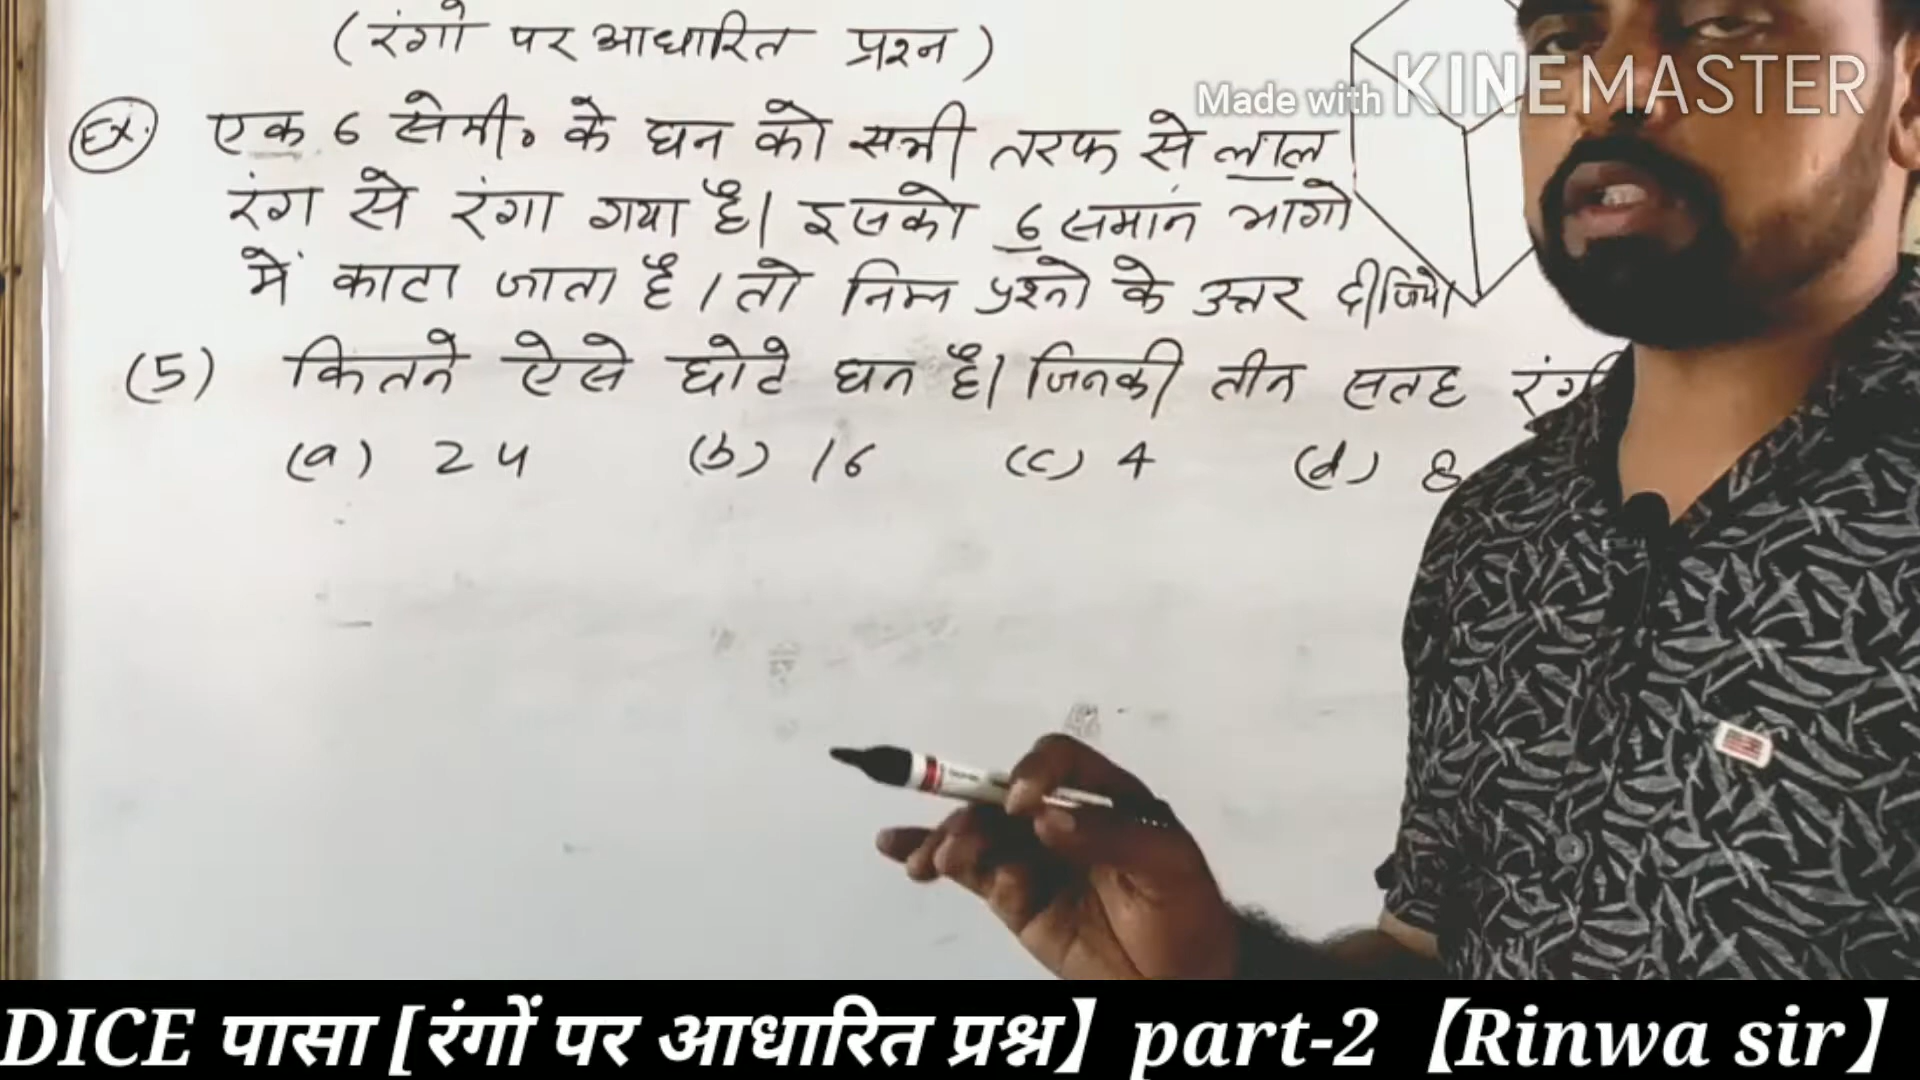 (रंगो पर आधारित प्रश्न)
Made with KINEMASTER
Ex. एक 6 सेमी॰ के घन को सभी तरफ से लाल
रंग से रंगा गया है। इसको 6 समान भागो
में काटा जाता है। तो निम्न प्रश्नो के उत्तर दीजिये।
(5) कितने ऐसे छोटे घन है। जिनकी तीन सतह
(a) 24 (b) 16 (c) 4 (d) 8
DICE पासा [रंगों पर आधारित प्रश्न】 part-2【Rinwa sir】